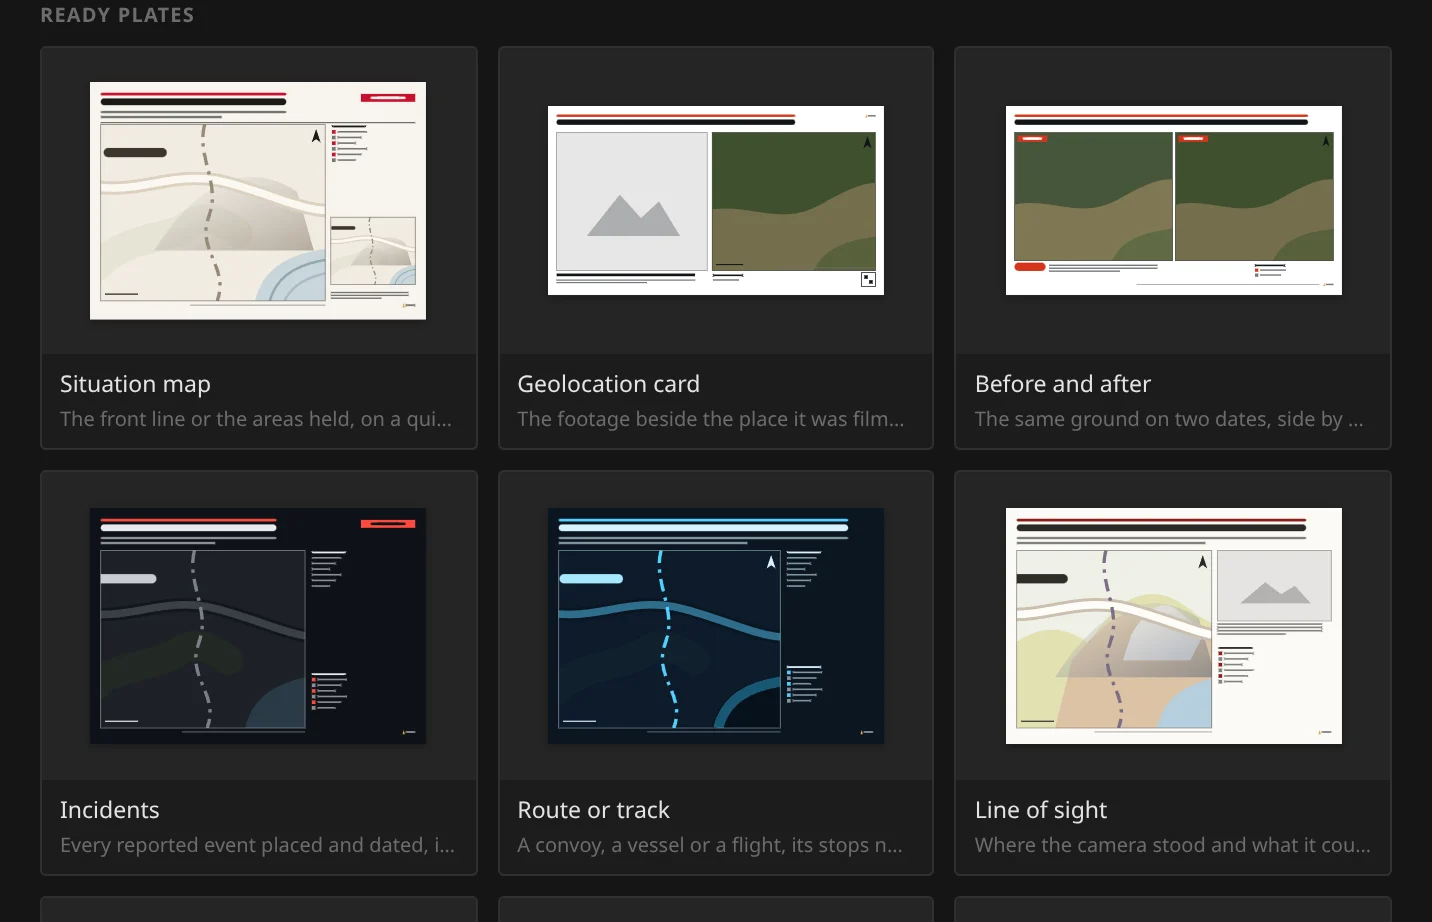 READY PLATES
Situation map
The front line or the areas held, on a qui...
Geolocation card
The footage beside the place it was film...
Before and after
The same ground on two dates, side by ...
Incidents
Every reported event placed and dated, i...
Route or track
A convoy, a vessel or a flight, its stops n...
Line of sight
Where the camera stood and what it cou...